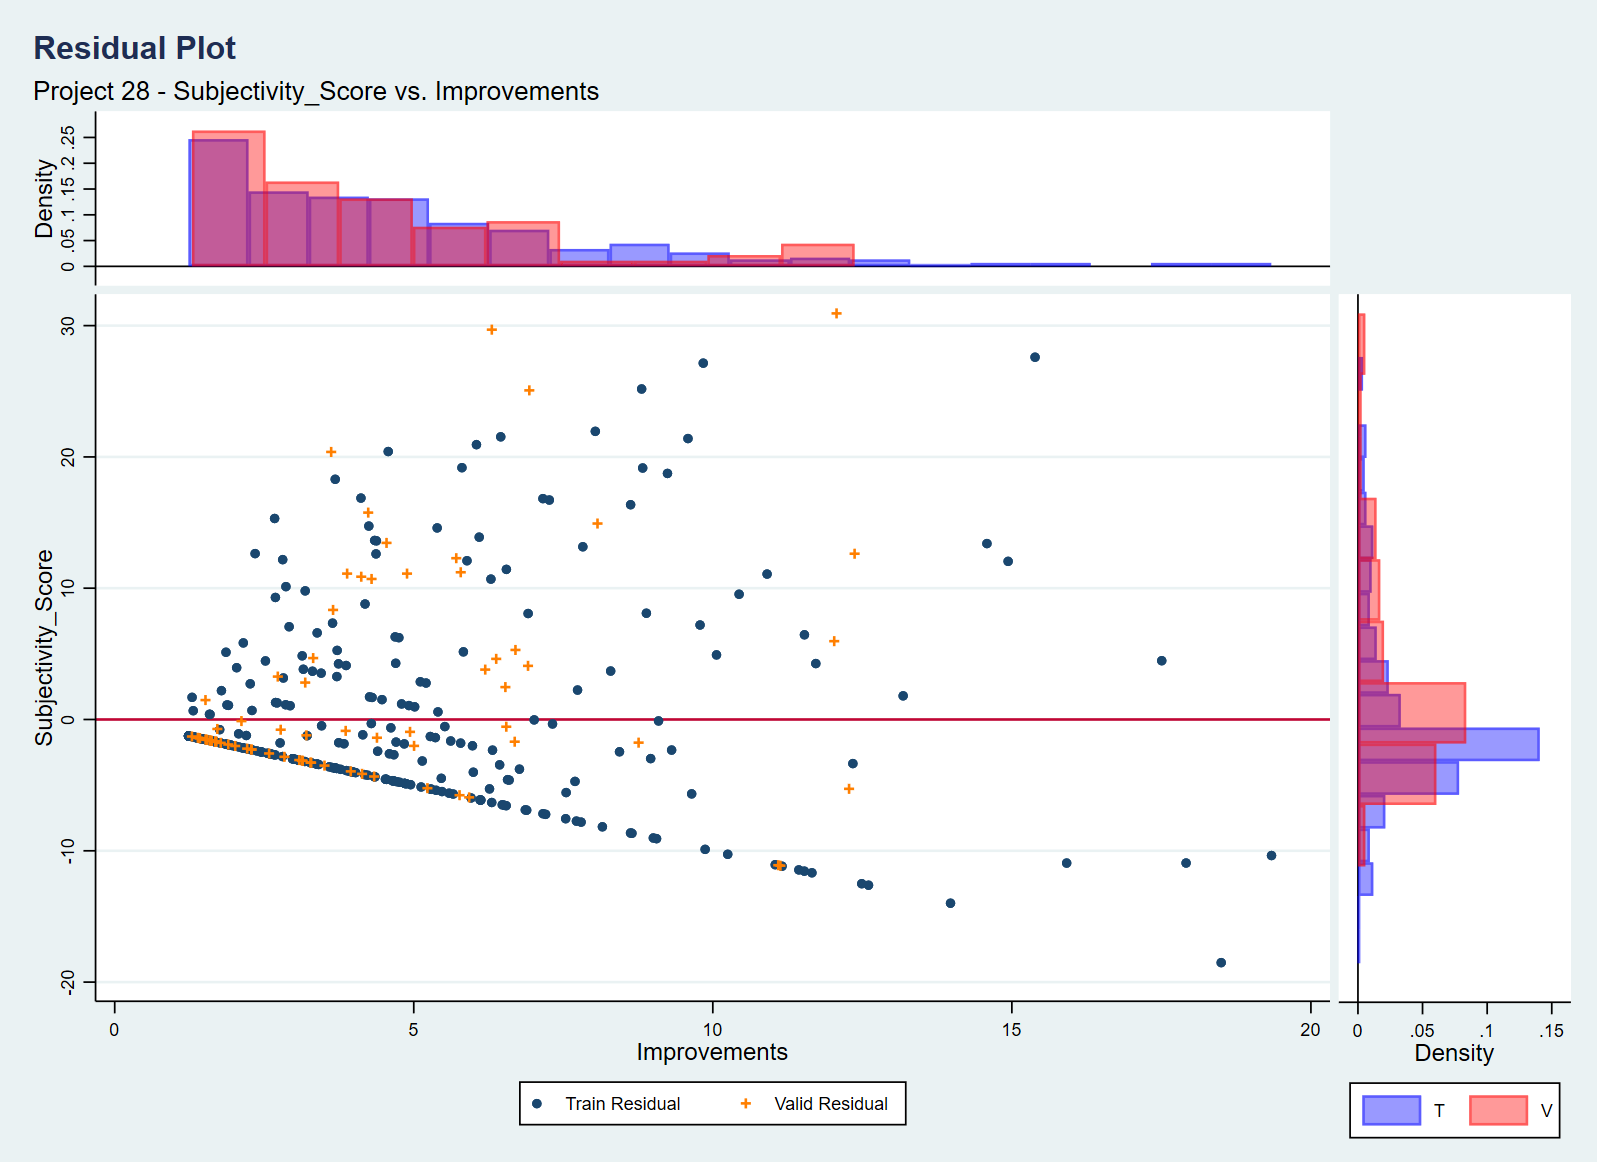 Residual Plot
Project 28 - Subjectivity_Score vs. Improvements
Density
0 .05 .1 .15 .2 .25
Subjectivity_Score
30
20
10
0
-10
-20
0 5 10 15 20
Improvements
0 .05 .1 .15
Density
Train Residual Valid Residual
T V